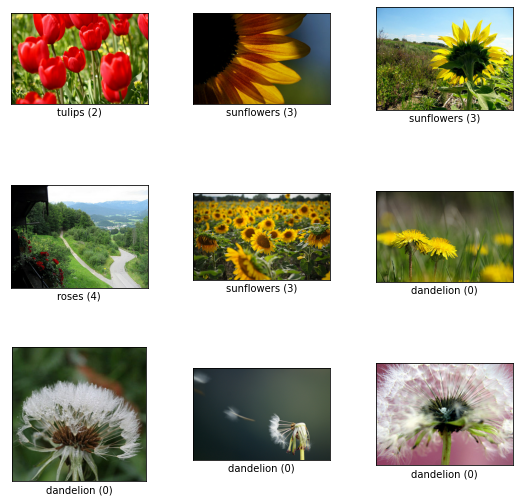 tulips (2)
sunflowers (3)
sunflowers (3)
roses (4)
sunflowers (3)
dandelion (0)
dandelion (0)
dandelion (0)
dandelion (0)